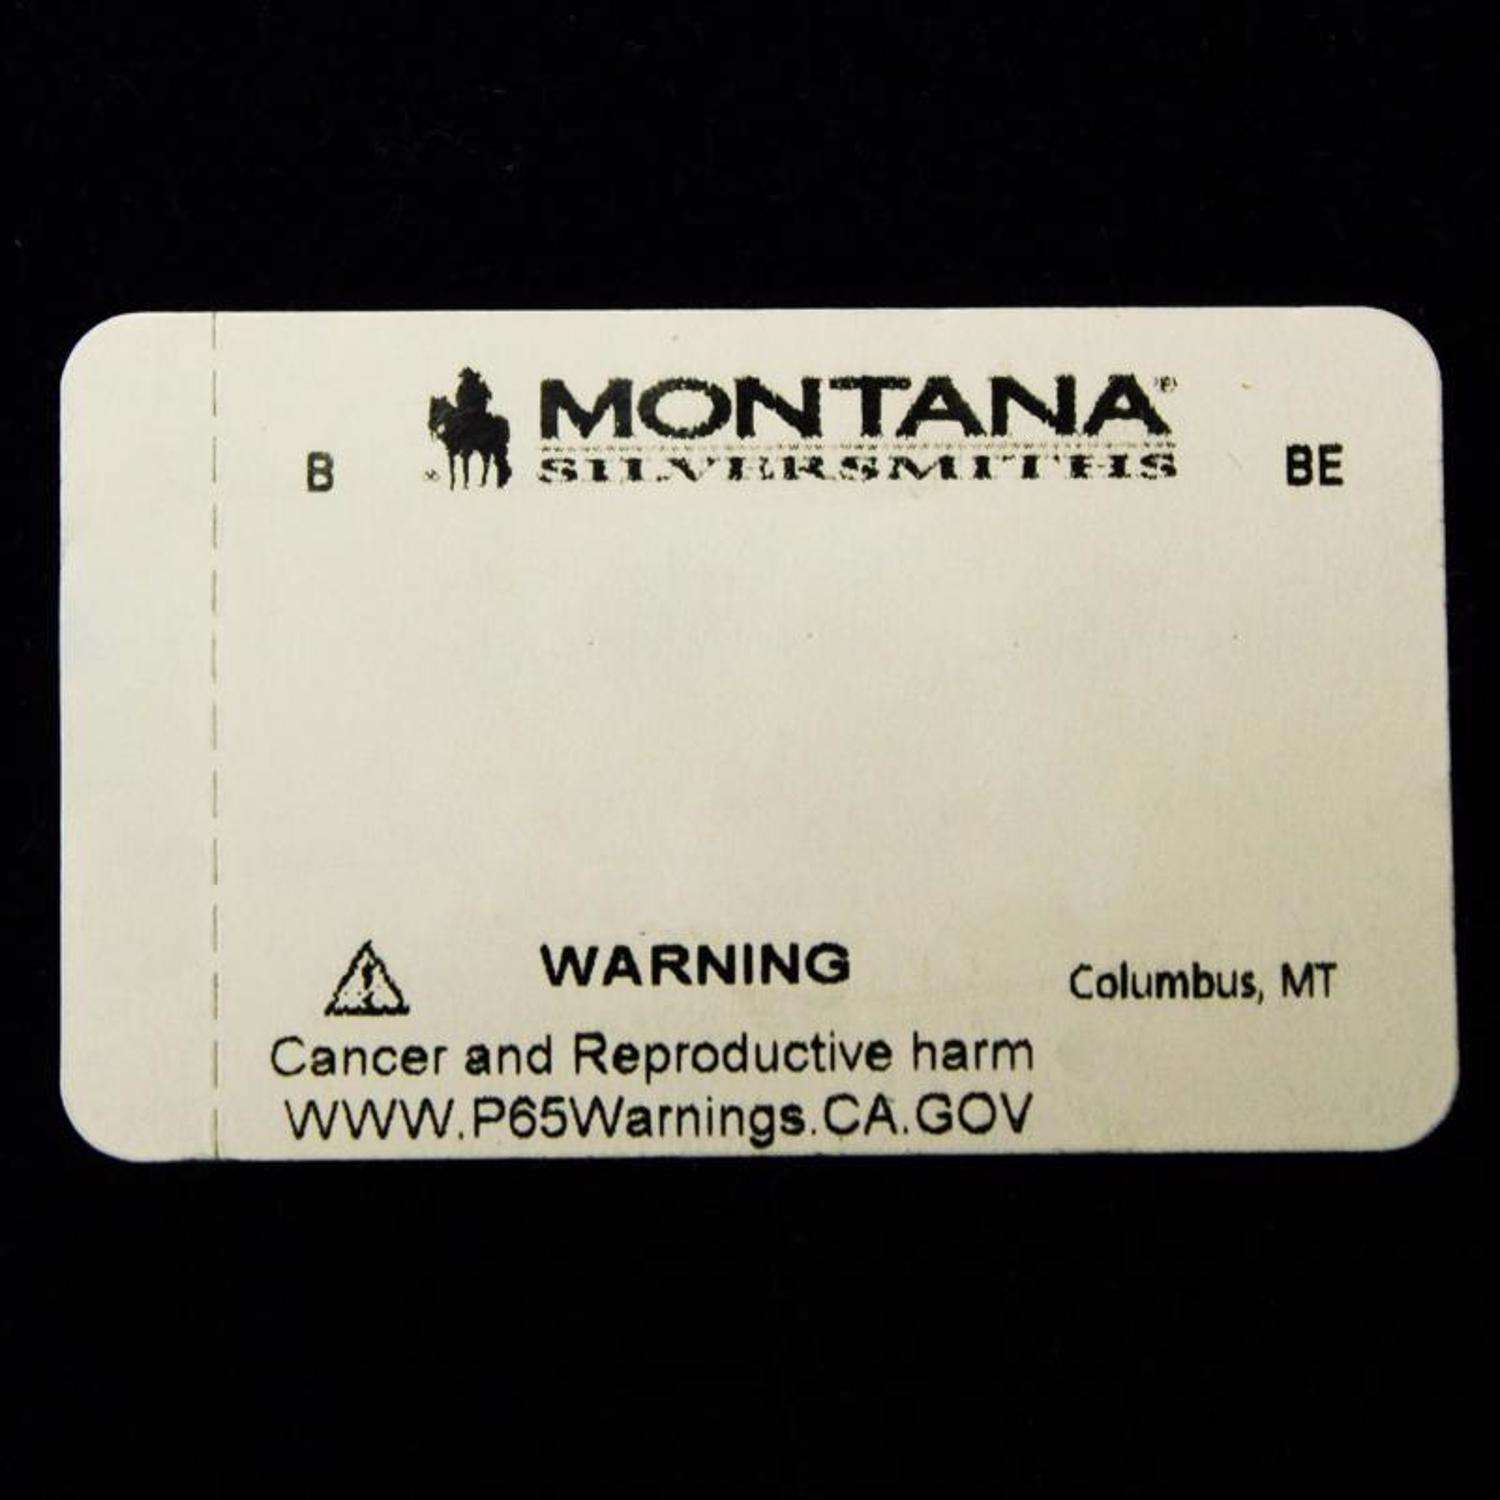 MONTANA®
B SILVERSMITHS BE
WARNING Columbus, MT
Cancer and Reproductive harm
WWW.P65Warnings.CA.GOV